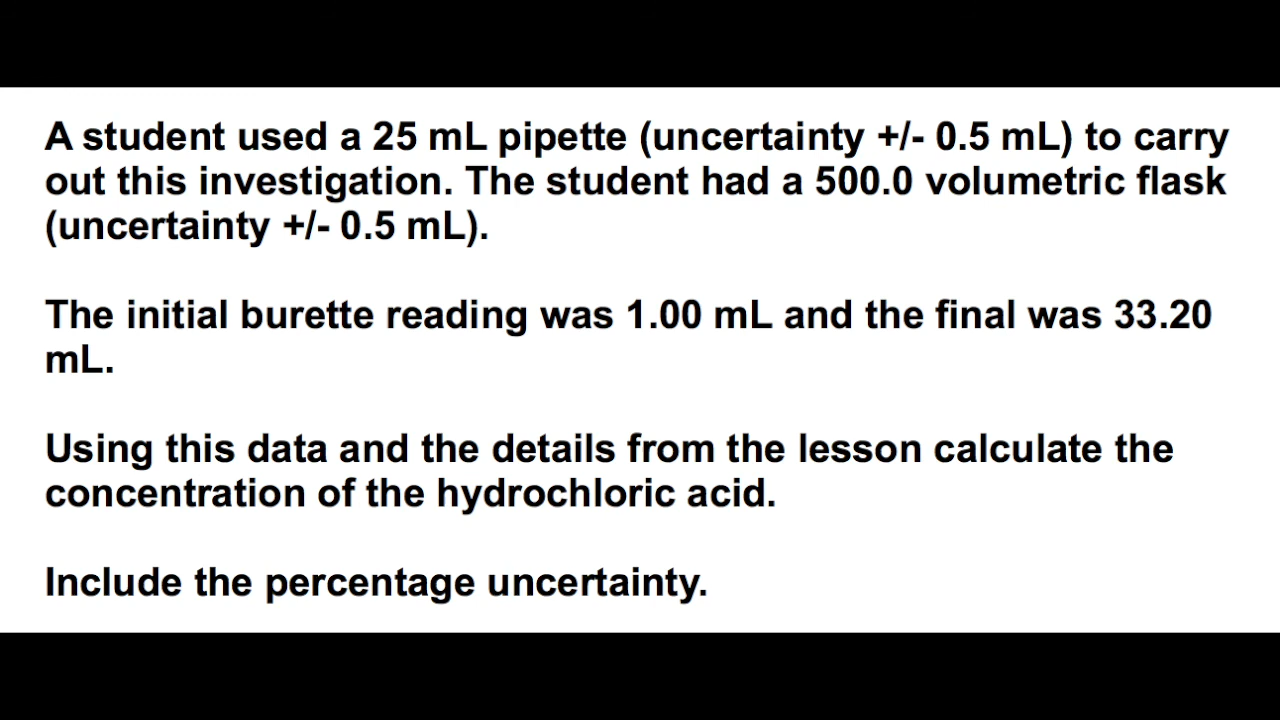 A student used a 25 mL pipette (uncertainty +/- 0.5 mL) to carry
out this investigation. The student had a 500.0 volumetric flask
(uncertainty +/- 0.5 mL).
The initial burette reading was 1.00 mL and the final was 33.20
mL.
Using this data and the details from the lesson calculate the
concentration of the hydrochloric acid.
Include the percentage uncertainty.